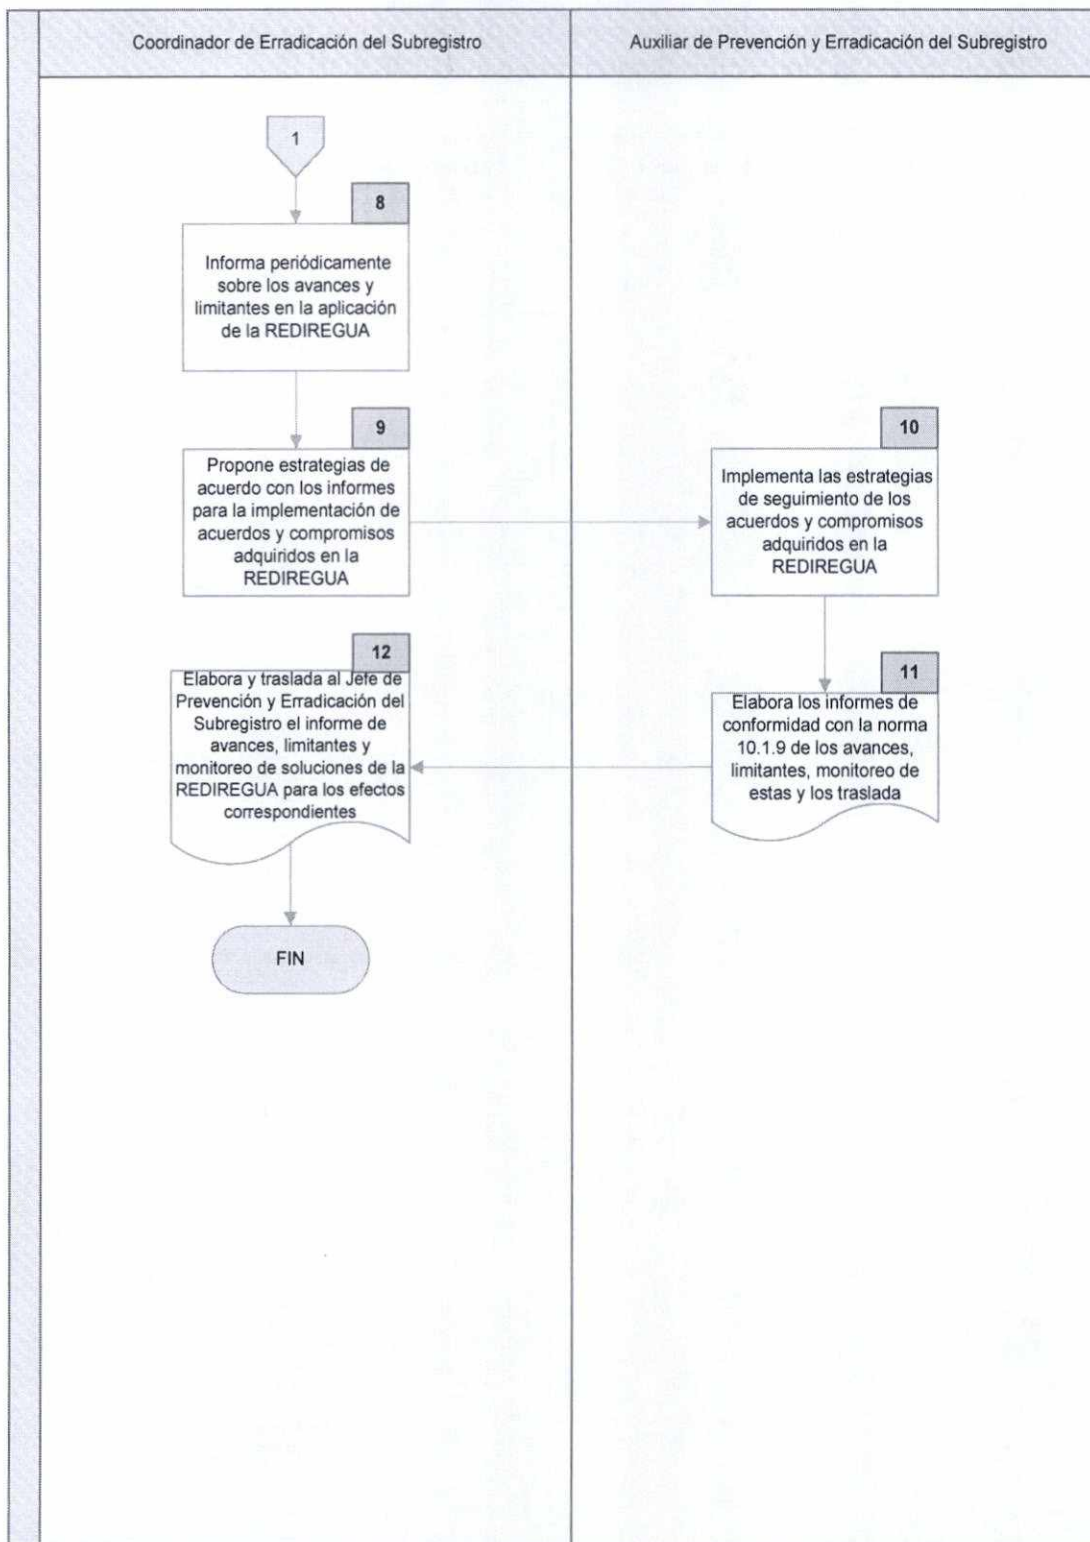 Coordinador de Erradicación del Subregistro
Auxiliar de Prevención y Erradicación del Subregistro
1
8
Informa periódicamente
sobre los avances y
limitantes en la aplicación
de la REDIREGUA
9
Propone estrategias de
acuerdo con los informes
para la implementación de
acuerdos y compromisos
adquiridos en la
REDIREGUA
10
Implementa las estrategias
de seguimiento de los
acuerdos y compromisos
adquiridos en la
REDIREGUA
11
Elabora los informes de
conformidad con la norma
10.1.9 de los avances,
limitantes, monitoreo de
estas y los traslada
12
Elabora y traslada al Jefe de
Prevención y Erradicación del
Subregistro el informe de
avances, limitantes y
monitoreo de soluciones de la
REDIREGUA para los efectos
correspondientes
FIN